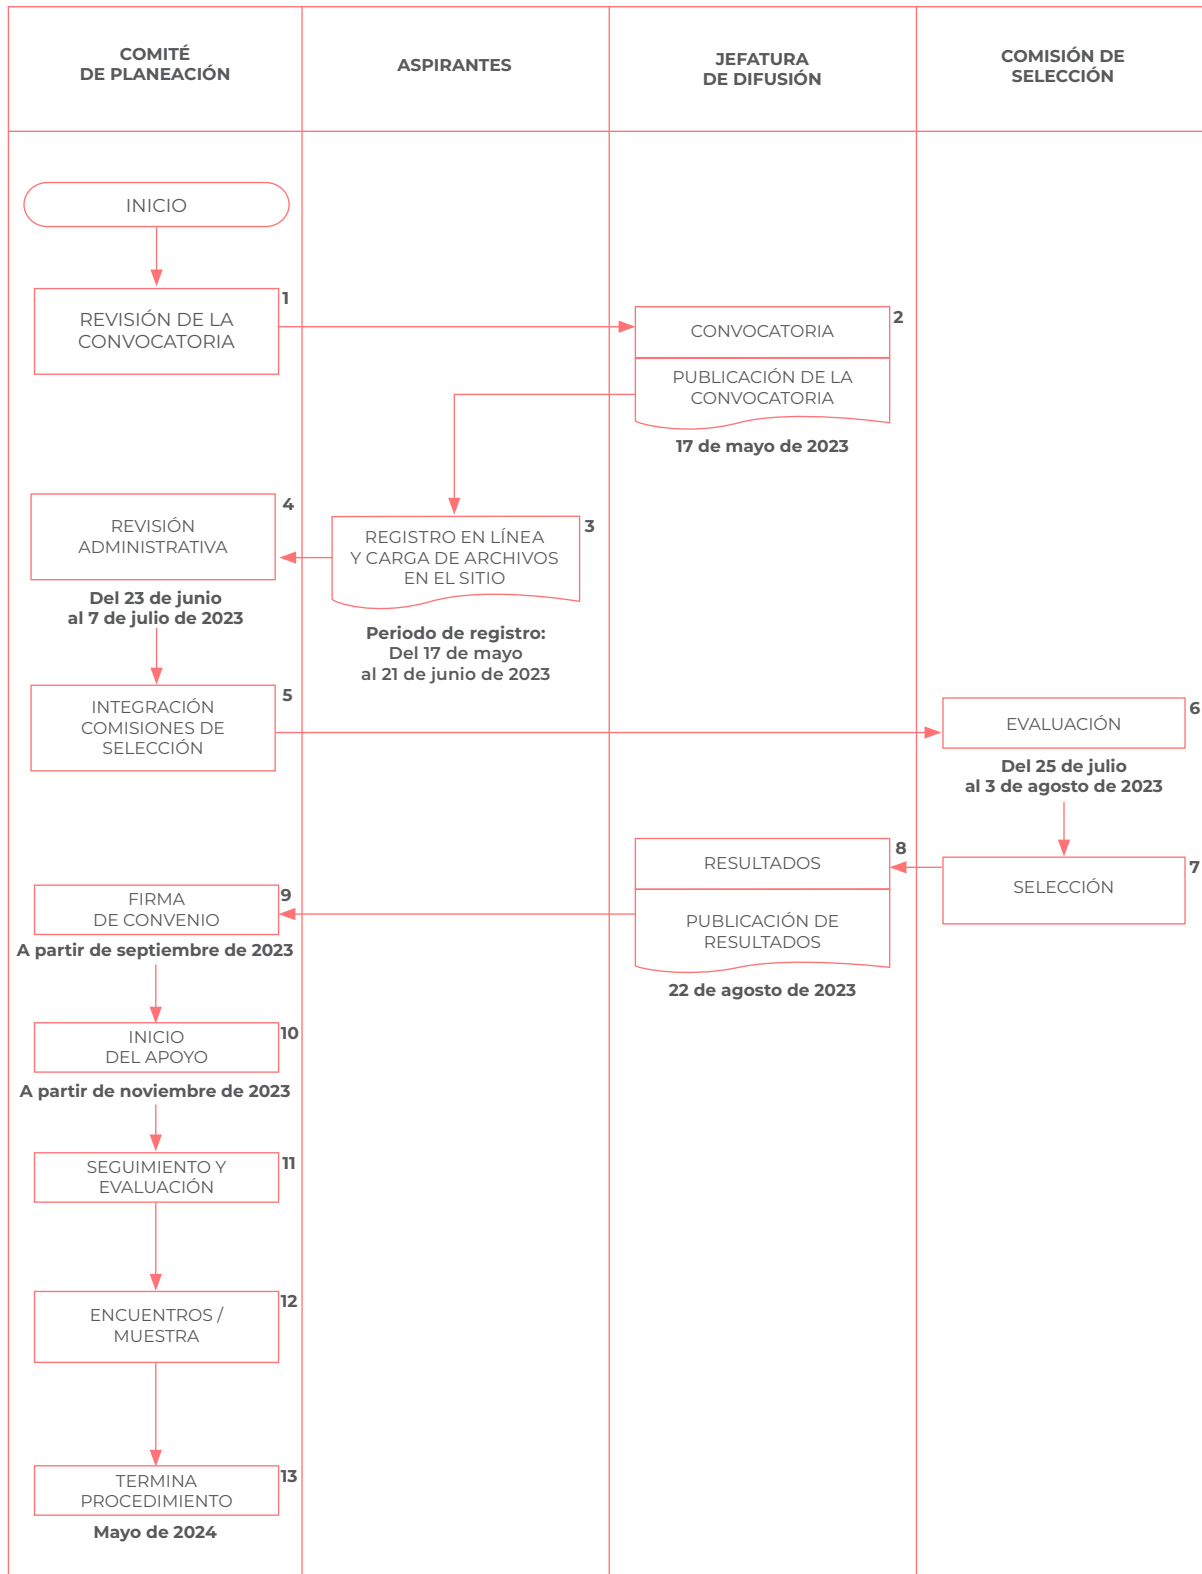 COMITÉ
DE PLANEACIÓN
ASPIRANTES
JEFATURA
DE DIFUSIÓN
COMISIÓN DE
SELECCIÓN
INICIO
1
REVISIÓN DE LA
CONVOCATORIA
2
CONVOCATORIA
PUBLICACIÓN DE LA
CONVOCATORIA
17 de mayo de 2023
3
REGISTRO EN LÍNEA
Y CARGA DE ARCHIVOS
EN EL SITIO
Periodo de registro:
Del 17 de mayo
al 21 de junio de 2023
4
REVISIÓN
ADMINISTRATIVA
Del 23 de junio
al 7 de julio de 2023
5
INTEGRACIÓN
COMISIONES DE
SELECCIÓN
6
EVALUACIÓN
Del 25 de julio
al 3 de agosto de 2023
7
SELECCIÓN
8
RESULTADOS
PUBLICACIÓN DE
RESULTADOS
22 de agosto de 2023
9
FIRMA
DE CONVENIO
A partir de septiembre de 2023
10
INICIO
DEL APOYO
A partir de noviembre de 2023
11
SEGUIMIENTO Y
EVALUACIÓN
12
ENCUENTROS /
MUESTRA
13
TERMINA
PROCEDIMIENTO
Mayo de 2024